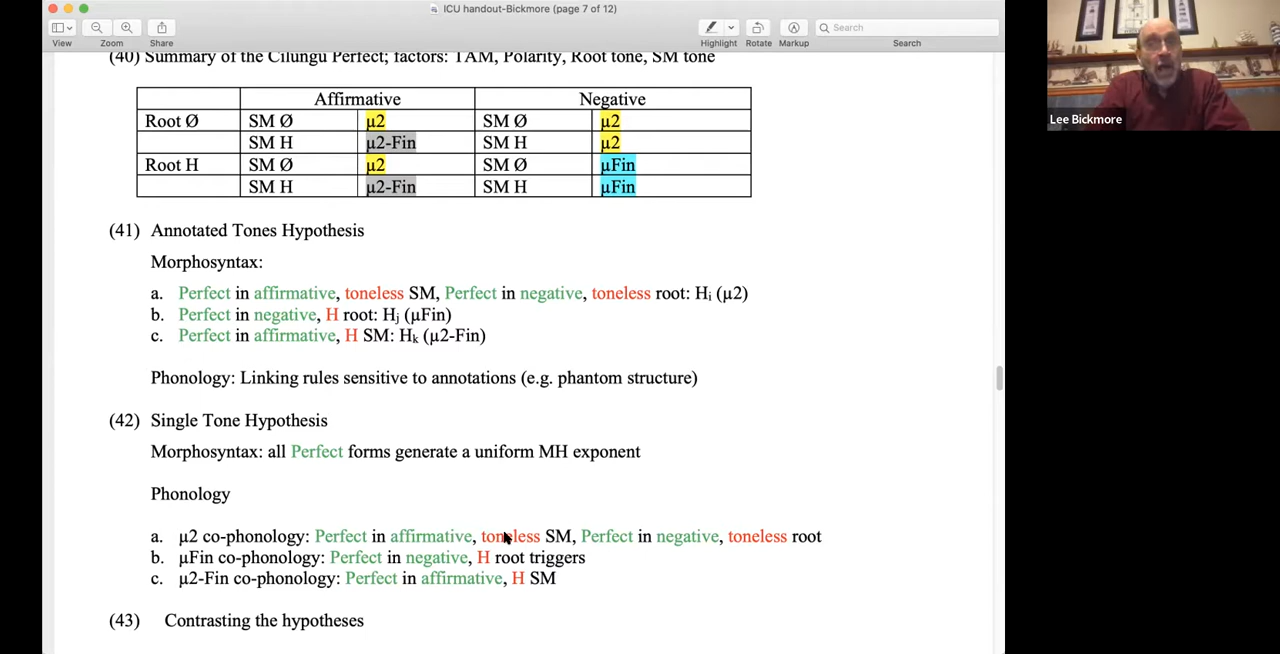 ICU handout-Bickmore (page 7 of 12)
View Zoom Share Highlight Rotate Markup Search
Search
(40) Summary of the Cilungu Perfect; factors: TAM, Polarity, Root tone, SM tone
Affirmative Negative
Root Ø SM Ø µ2 SM Ø µ2
SM H µ2-Fin SM H µ2
Root H SM Ø µ2 SM Ø µFin
SM H µ2-Fin SM H µFin
(41) Annotated Tones Hypothesis
Morphosyntax:
a. Perfect in affirmative, toneless SM, Perfect in negative, toneless root: Hᵢ (µ2)
b. Perfect in negative, H root: Hⱼ (µFin)
c. Perfect in affirmative, H SM: Hₖ (µ2-Fin)
Phonology: Linking rules sensitive to annotations (e.g. phantom structure)
(42) Single Tone Hypothesis
Morphosyntax: all Perfect forms generate a uniform MH exponent
Phonology
a. µ2 co-phonology: Perfect in affirmative, toneless SM, Perfect in negative, toneless root
b. µFin co-phonology: Perfect in negative, H root triggers
c. µ2-Fin co-phonology: Perfect in affirmative, H SM
(43) Contrasting the hypotheses
Lee Bickmore